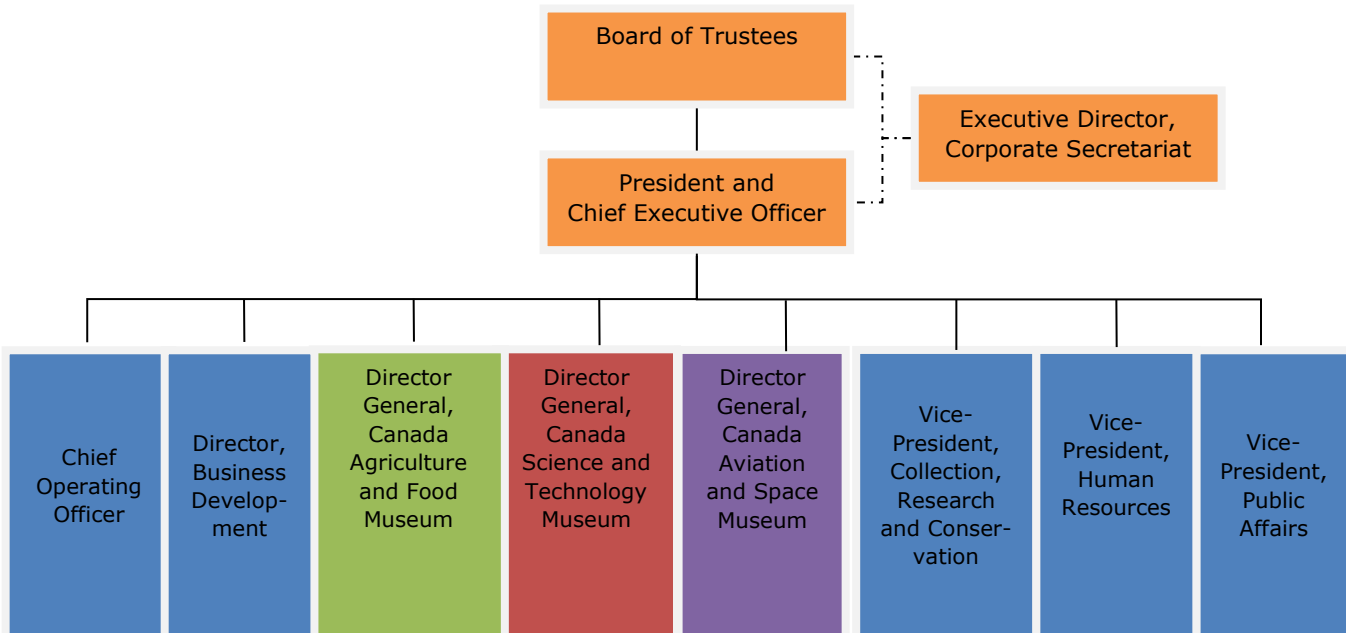 Board of Trustees
Executive Director,
Corporate Secretariat
President and
Chief Executive Officer
Chief
Operating
Officer
Director,
Business
Develop-
ment
Director
General,
Canada
Agriculture
and Food
Museum
Director
General,
Canada
Science and
Technology
Museum
Director
General,
Canada
Aviation
and Space
Museum
Vice-
President,
Collection,
Research
and Conser-
vation
Vice-
President,
Human
Resources
Vice-
President,
Public
Affairs